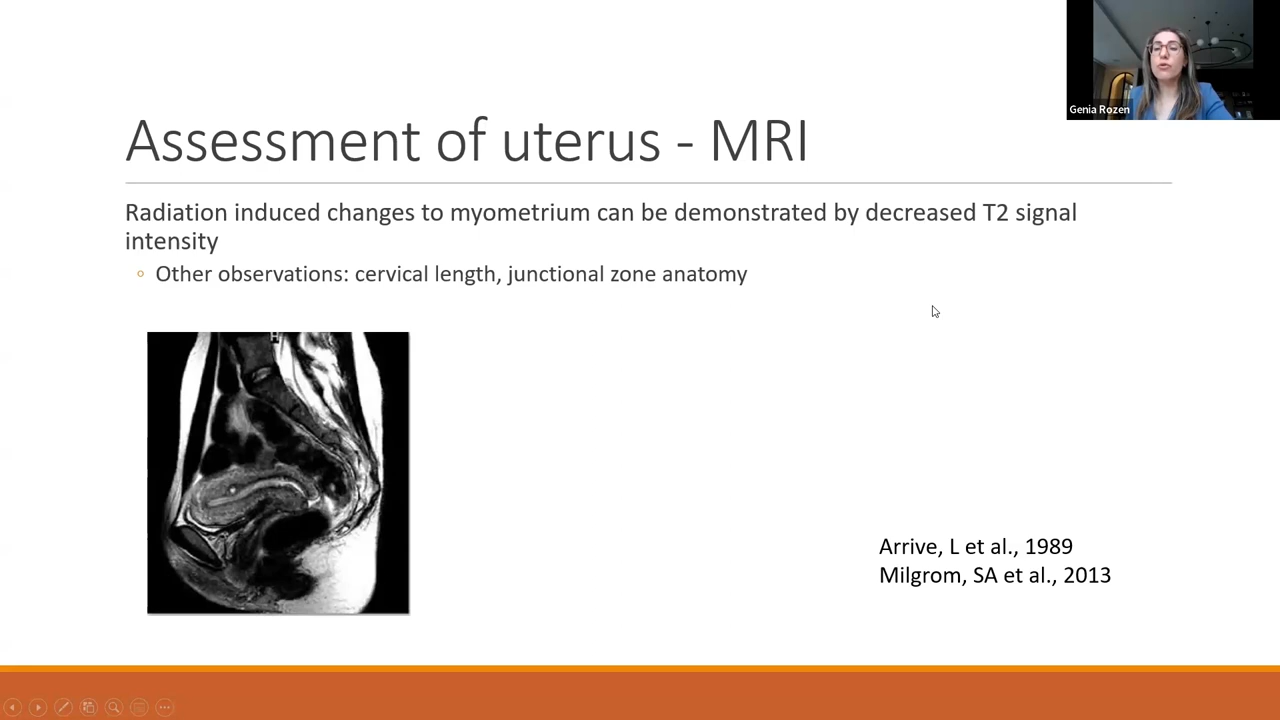 Genia Rozen
Assessment of uterus - MRI
Radiation induced changes to myometrium can be demonstrated by decreased T2 signal
intensity
Other observations: cervical length, junctional zone anatomy
H
Arrive, L et al., 1989
Milgrom, SA et al., 2013